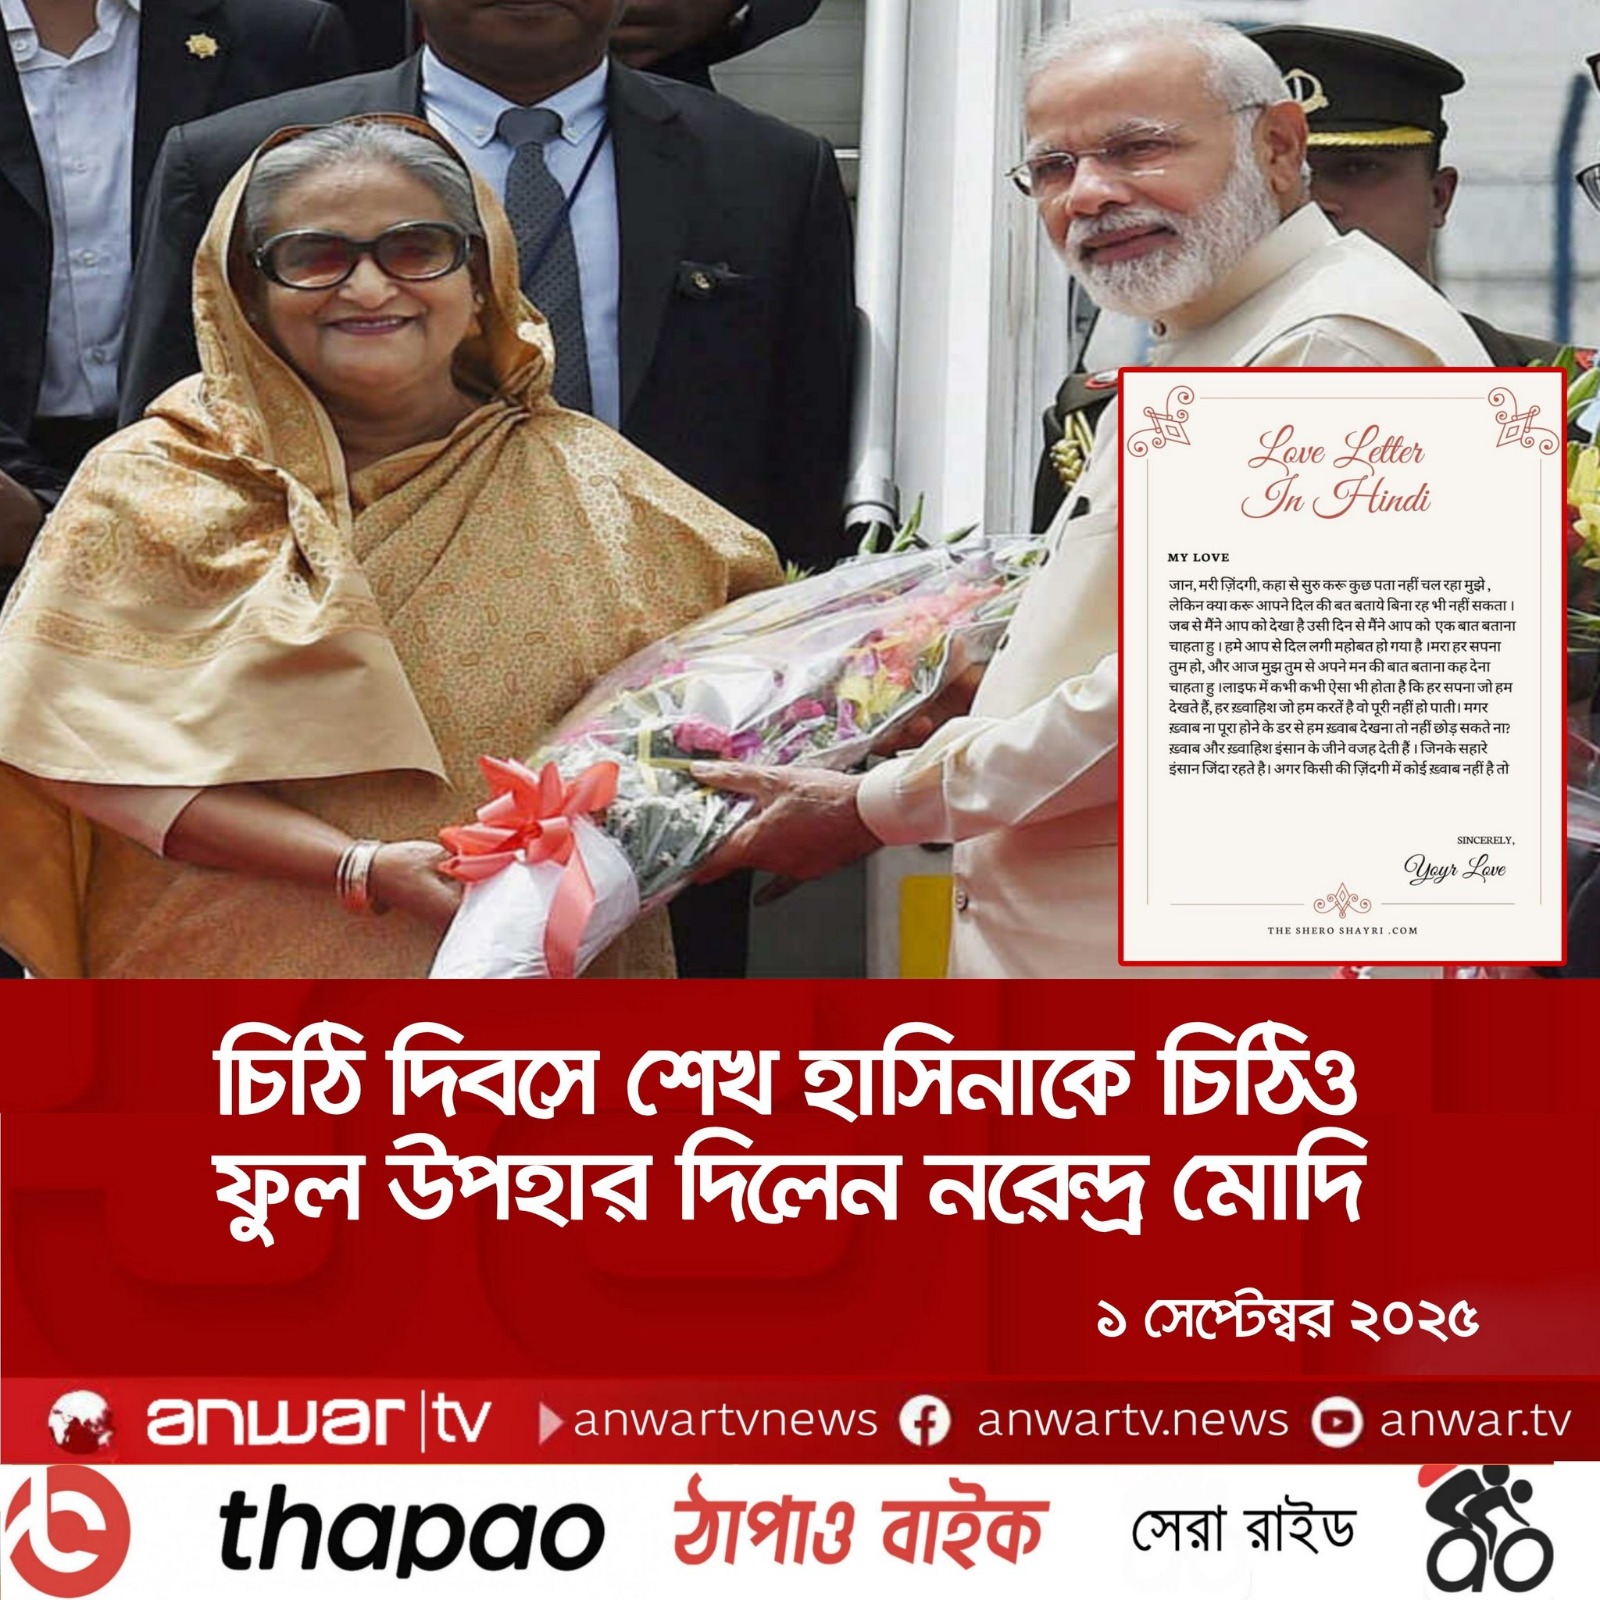 Love Letter
In Hindi
MY LOVE
जान, मरी ज़िंदगी, कहा से सुरु करू कुछ पता नहीं चल रहा मुझे ,
लेकिन क्या करू आपने दिल की बत बताये बिना रह भी नहीं सकता ।
जब से मैंने आप को देखा है उसी दिन से मैंने आप को एक बात बताना
चाहता हु । हमे आप से दिल लगी महोबत हो गया है ।मरा हर सपना
तुम हो, और आज मुझ तुम से अपने मन की बात बताना कह देना
चाहता हु ।लाइफ में कभी कभी ऐसा भी होता है कि हर सपना जो हम
देखते हैं, हर ख़्वाहिश जो हम करतें है वो पूरी नहीं हो पाती। मगर
ख़्वाब ना पूरा होने के डर से हम ख़्वाब देखना तो नहीं छोड़ सकते ना?
ख़्वाब और ख़्वाहिश इंसान के जीने वजह देती हैं । जिनके सहारे
इंसान जिंदा रहते है। अगर किसी की ज़िंदगी में कोई ख़्वाब नहीं है तो
SINCERELY,
Yoyr Love
THE SHERO SHAYRI .COM
চিঠি দিবসে শেখ হাসিনাকে চিঠিও
ফুল উপহার দিলেন নরেন্দ্র মোদি
১ সেপ্টেম্বর ২০২৫
anwar|tv anwartvnews anwartv.news anwar.tv
thapao ঠাপাও বাইক সেরা রাইড